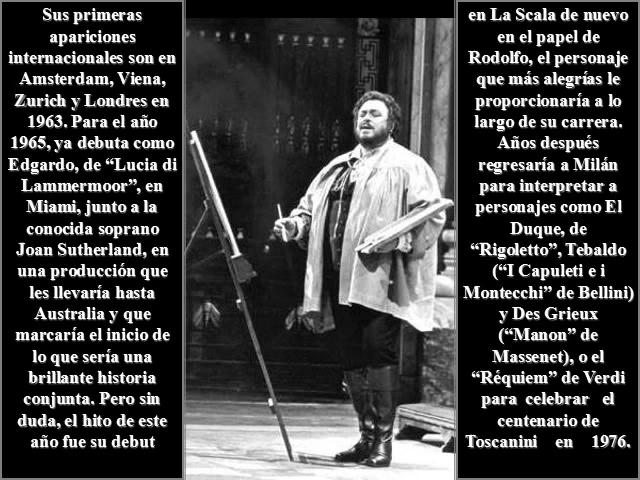 Sus primeras
apariciones
internacionales son en
Amsterdam, Viena,
Zurich y Londres en
1963. Para el año
1965, ya debuta como
Edgardo, de “Lucia di
Lammermoor”, en
Miami, junto a la
conocida soprano
Joan Sutherland, en
una producción que
les llevaría hasta
Australia y que
marcaría el inicio de
lo que sería una
brillante historia
conjunta. Pero sin
duda, el hito de este
año fue su debut
en La Scala de nuevo
en el papel de
Rodolfo, el personaje
que más alegrías le
proporcionaría a lo
largo de su carrera.
Años después
regresaría a Milán
para interpretar a
personajes como El
Duque, de
“Rigoletto”, Tebaldo
(“I Capuleti e i
Montecchi” de Bellini)
y Des Grieux
(“Manon” de
Massenet), o el
“Réquiem” de Verdi
para celebrar el
centenario de
Toscanini en 1976.